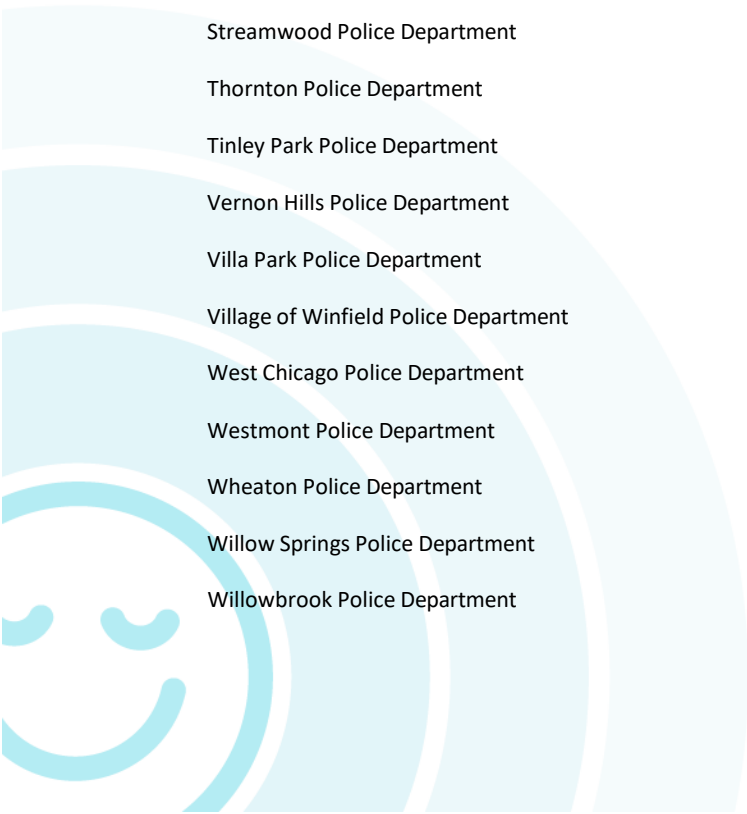 Streamwood Police Department
Thornton Police Department
Tinley Park Police Department
Vernon Hills Police Department
Villa Park Police Department
Village of Winfield Police Department
West Chicago Police Department
Westmont Police Department
Wheaton Police Department
Willow Springs Police Department
Willowbrook Police Department